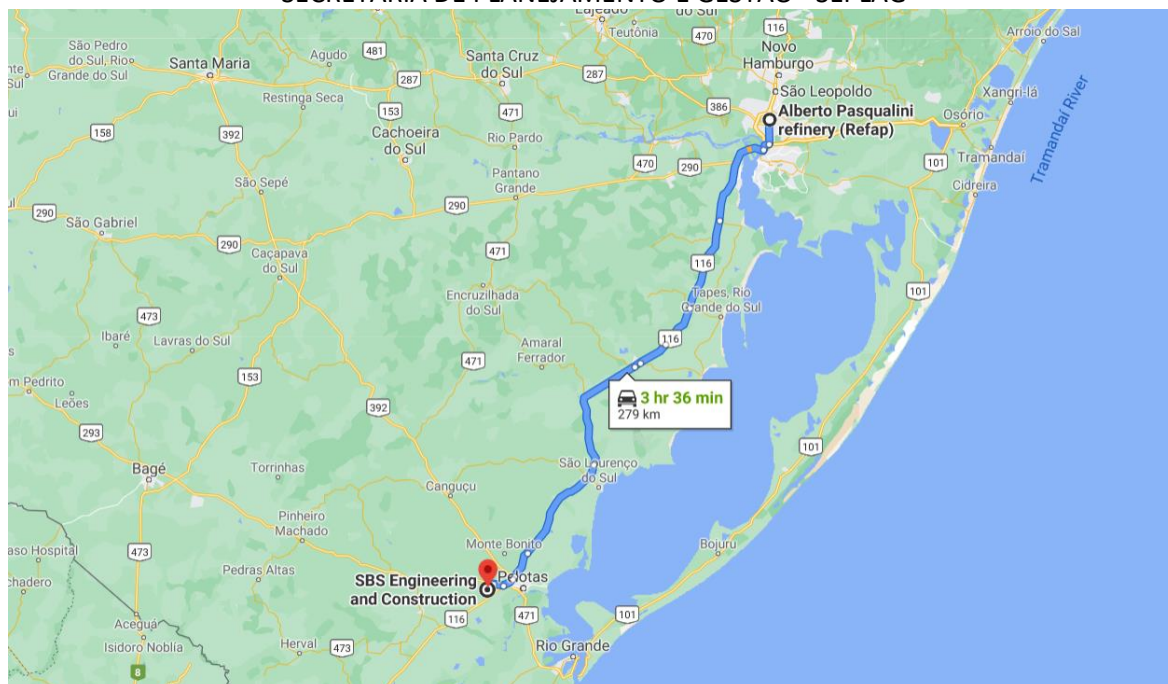 SECRETARIA DE PLANEJAMENTO E GESTÃO - SEPLAG
Lajeado
do Sul
Teutônia
116
Arroio do Sal
São Pedro
do Sul, Rio
Grande do Sul
Agudo
481
470
Novo
Hamburgo
Santa Maria
Santa Cruz
do Sul
287
287
São Leopoldo
Xangri-lá
Restinga Seca
471
386
Alberto Pasqualini
refinery (Refap)
Osório
153
158
392
Cachoeira
do Sul
Rio Pardo
Tramandaí
Tramandaí River
470
290
101
Pantano
Grande
Cidreira
São Sepé
290
290
São Gabriel
290
Caçapava
do Sul
471
116
101
Encruzilhada
do Sul
Tapes, Rio
Grande do Sul
473
Ibaré
Lavras do Sul
116
Amaral
Ferrador
471
153
om Pedrito
Leões
3 hr 36 min
279 km
392
293
101
Bagé
Torrinhas
São Lourenço
do Sul
Canguçu
Pinheiro
Machado
Monte Bonito
Bojuru
aso Hospital
473
Pedras Altas
chadero
SBS Engineering
and Construction
Pelotas
116
471
101
Aceguá
Isidoro Noblía
Herval
473
Rio Grande
8